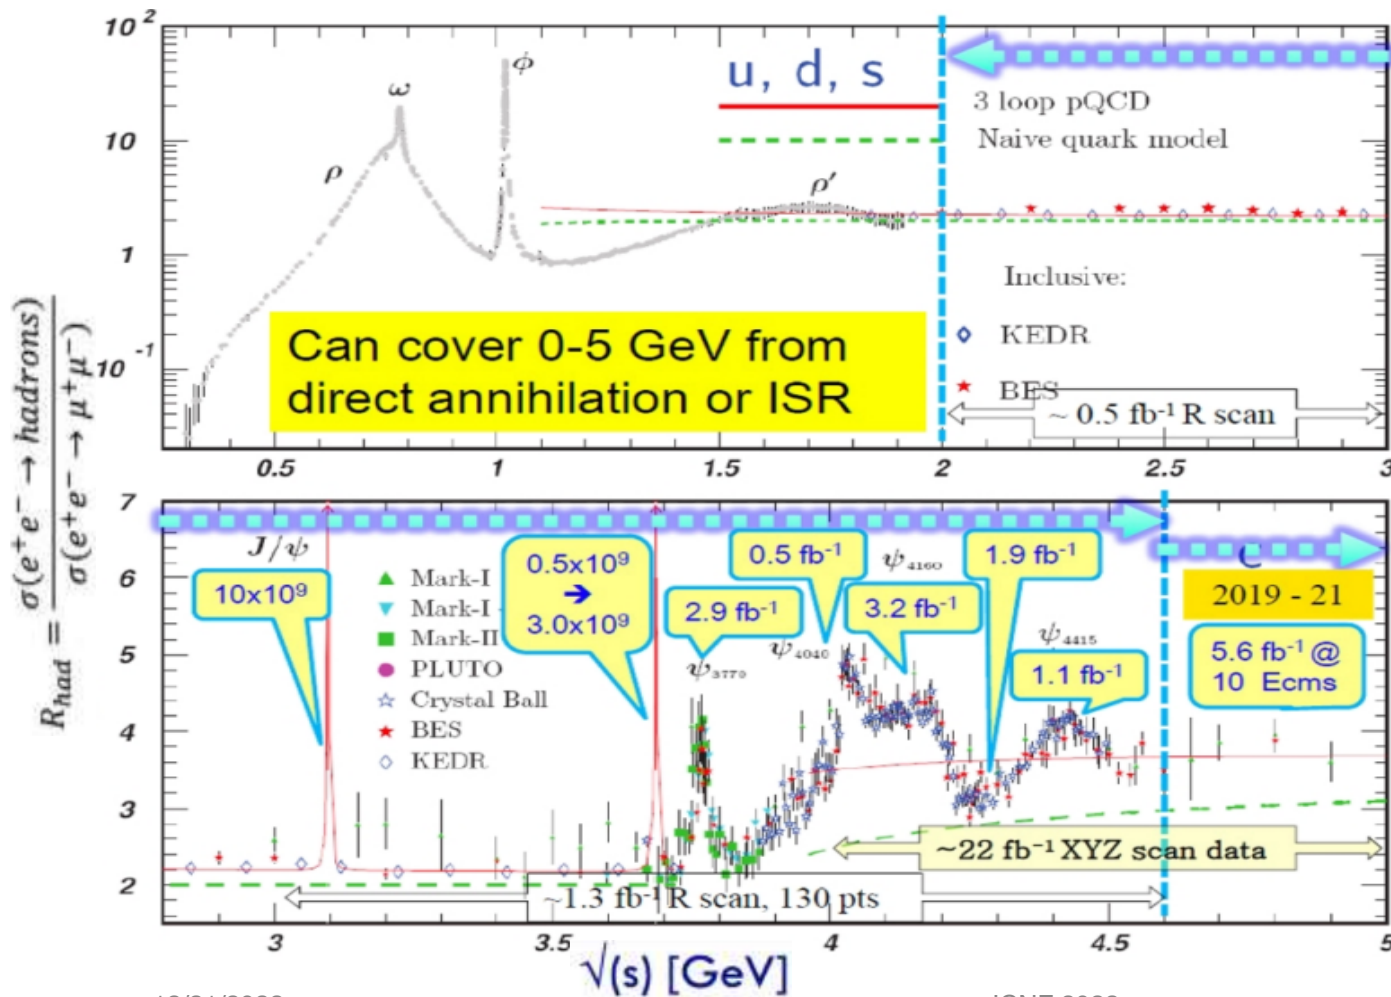 10²
10
1
10⁻¹
ρ
ω
ϕ
ρ′
u, d, s
3 loop pQCD
Naive quark model
Inclusive:
KEDR
BES
~ 0.5 fb⁻¹ R scan
Can cover 0-5 GeV from
direct annihilation or ISR
0.5
1
1.5
2
2.5
3
R_had = σ(e⁺e⁻ → hadrons) / σ(e⁺e⁻ → μ⁺μ⁻)
7
6
5
4
3
2
J/ψ
10x10⁹
Mark-I
Mark-I
Mark-II
PLUTO
Crystal Ball
BES
KEDR
0.5x10⁹
➔
3.0x10⁹
2.9 fb⁻¹
ψ₃₇₇₀
0.5 fb⁻¹
ψ₄₀₄₀
ψ₄₁₆₀
3.2 fb⁻¹
1.9 fb⁻¹
ψ₄₄₁₅
1.1 fb⁻¹
2019 - 21
5.6 fb⁻¹ @
10 Ecms
~22 fb⁻¹ XYZ scan data
~1.3 fb⁻¹ R scan, 130 pts
3
3.5
4
4.5
5
√(s) [GeV]